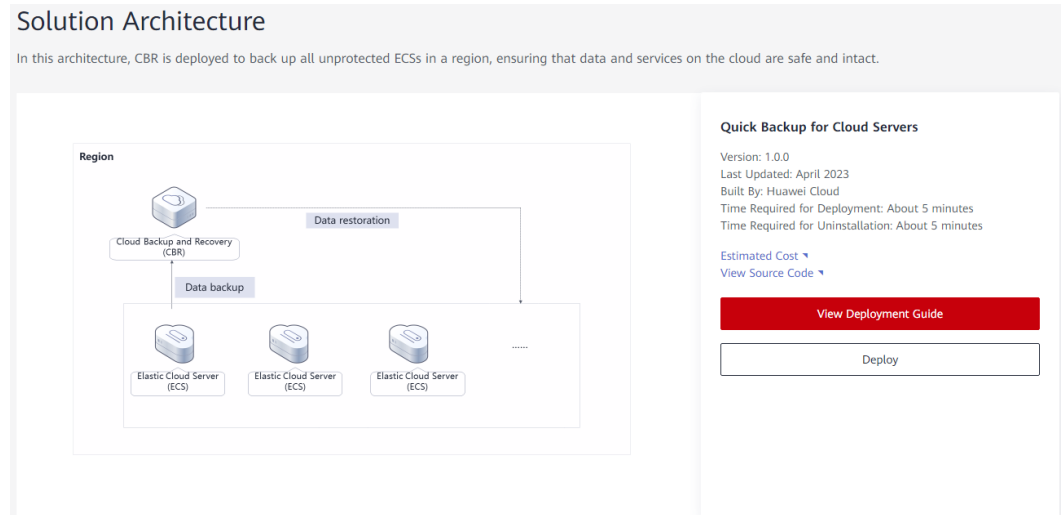 Solution Architecture
In this architecture, CBR is deployed to back up all unprotected ECSs in a region, ensuring that data and services on the cloud are safe and intact.
Region
Data restoration
Cloud Backup and Recovery
(CBR)
Data backup
......
Elastic Cloud Server
(ECS)
Elastic Cloud Server
(ECS)
Elastic Cloud Server
(ECS)
Quick Backup for Cloud Servers
Version: 1.0.0
Last Updated: April 2023
Built By: Huawei Cloud
Time Required for Deployment: About 5 minutes
Time Required for Uninstallation: About 5 minutes
Estimated Cost
View Source Code
View Deployment Guide
Deploy